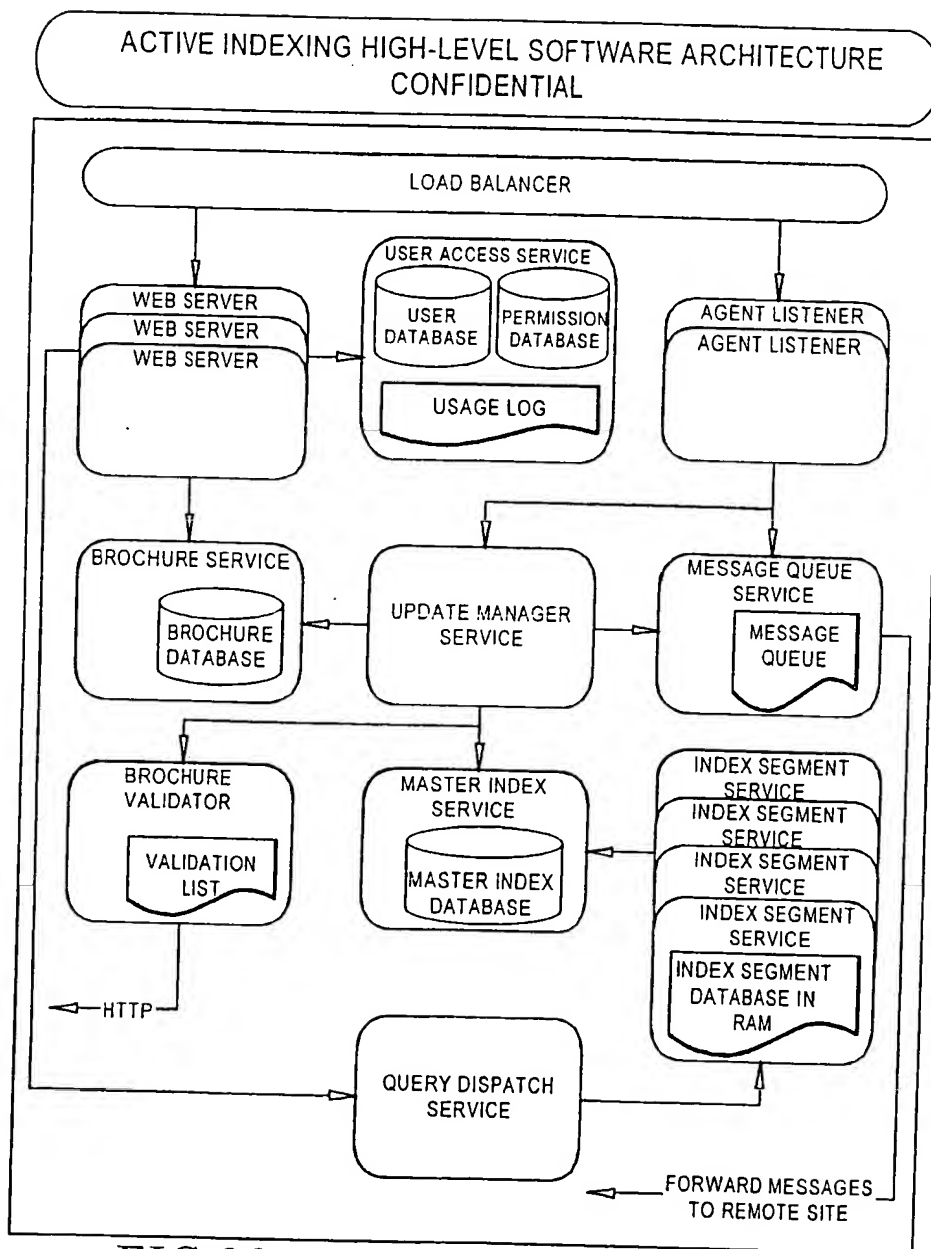 ACTIVE INDEXING HIGH-LEVEL SOFTWARE ARCHITECTURE
CONFIDENTIAL
LOAD BALANCER
WEB SERVER
WEB SERVER
WEB SERVER
USER ACCESS SERVICE
USER
DATABASE
PERMISSION
DATABASE
USAGE LOG
AGENT LISTENER
AGENT LISTENER
BROCHURE SERVICE
BROCHURE
DATABASE
UPDATE MANAGER
SERVICE
MESSAGE QUEUE
SERVICE
MESSAGE
QUEUE
BROCHURE
VALIDATOR
VALIDATION
LIST
MASTER INDEX
SERVICE
MASTER INDEX
DATABASE
INDEX SEGMENT
SERVICE
INDEX SEGMENT
SERVICE
INDEX SEGMENT
SERVICE
INDEX SEGMENT
SERVICE
INDEX SEGMENT
DATABASE IN
RAM
HTTP
QUERY DISPATCH
SERVICE
FORWARD MESSAGES
TO REMOTE SITE